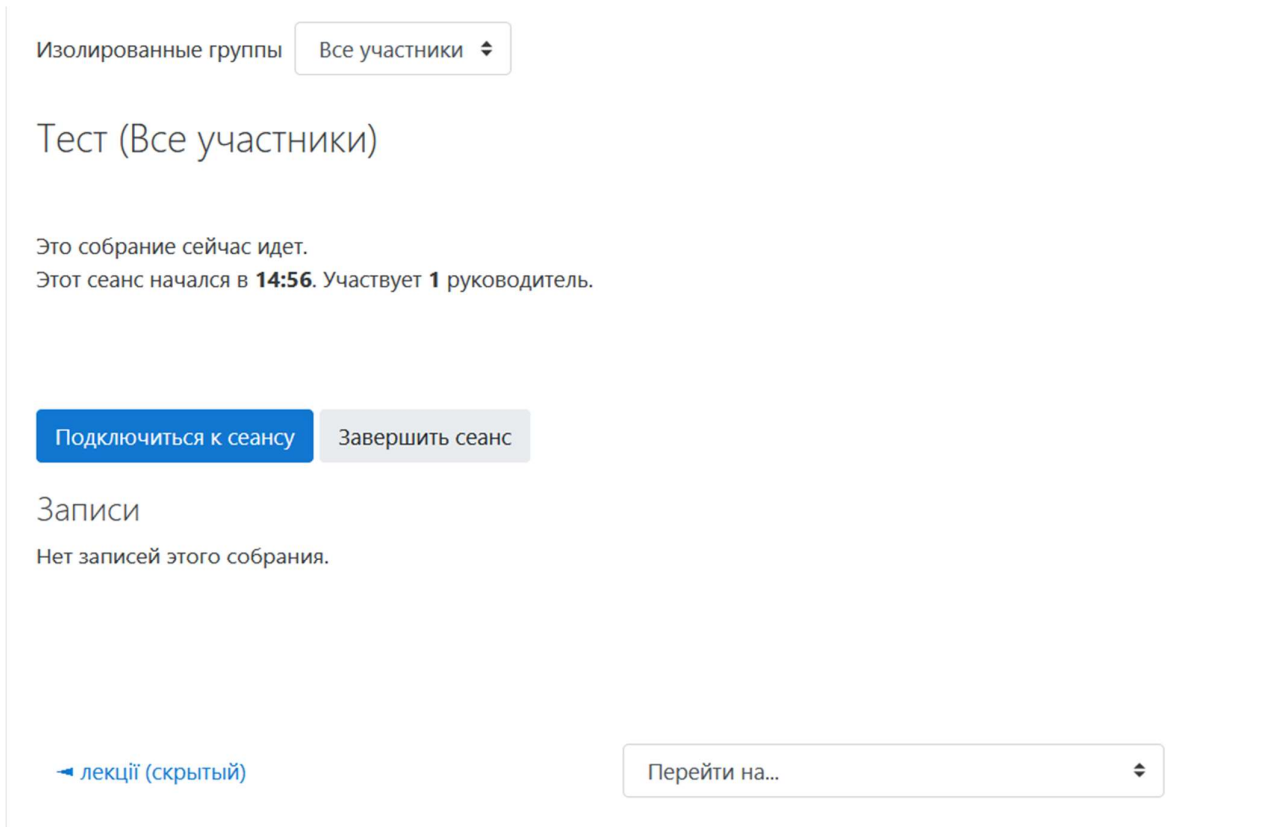 Изолированные группы Все участники
Тест (Все участники)
Это собрание сейчас идет.
Этот сеанс начался в 14:56. Участвует 1 руководитель.
Подключиться к сеансу Завершить сеанс
Записи
Нет записей этого собрания.
◄ лекції (скрытый) Перейти на...